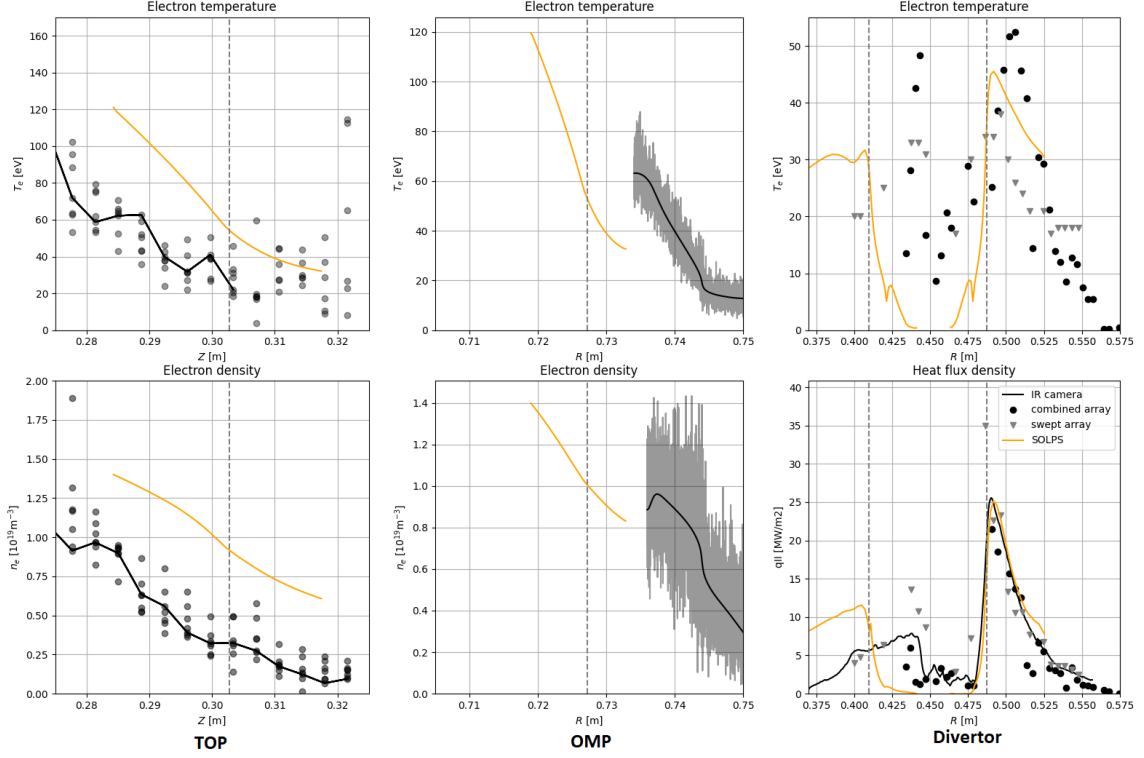 Electron temperature
160
140
120
100
80
60
40
20
0
T_e [eV]
0.28 0.29 0.30 0.31 0.32
Z [m]
Electron temperature
120
100
80
60
40
20
0
T_e [eV]
0.71 0.72 0.73 0.74 0.75
R [m]
Electron temperature
50
40
30
20
10
0
T_e [eV]
0.375 0.400 0.425 0.450 0.475 0.500 0.525 0.550 0.575
R [m]
Electron density
2.00
1.75
1.50
1.25
1.00
0.75
0.50
0.25
0.00
n_e [10^19m^-3]
0.28 0.29 0.30 0.31 0.32
Z [m]
TOP
Electron density
1.4
1.2
1.0
0.8
0.6
0.4
0.2
0.0
n_e [10^19m^-3]
0.71 0.72 0.73 0.74 0.75
R [m]
OMP
Heat flux density
40
35
30
25
20
15
10
5
0
qll [MW/m2]
IR camera
combined array
swept array
SOLPS
0.375 0.400 0.425 0.450 0.475 0.500 0.525 0.550 0.575
R [m]
Divertor